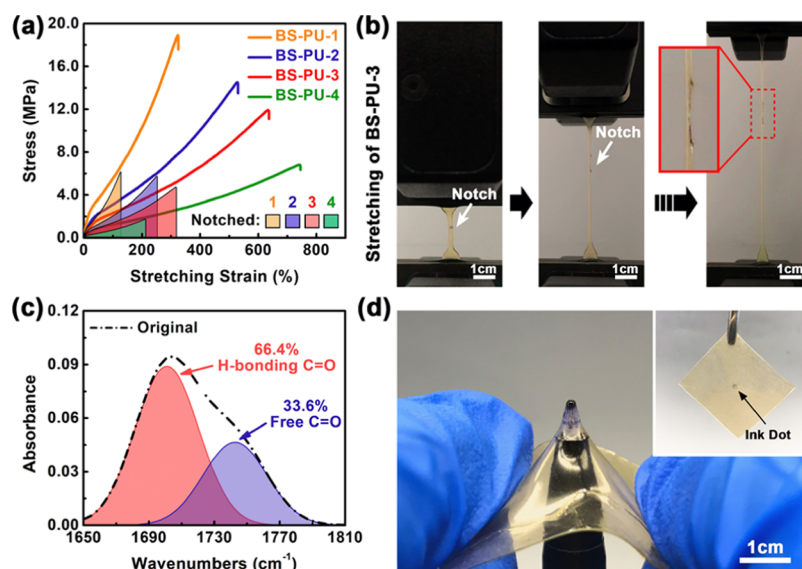 (a)
20.0
16.0
12.0
8.0
4.0
0.0
Stress (MPa)
BS-PU-1
BS-PU-2
BS-PU-3
BS-PU-4
1 2 3 4
Notched:
0 200 400 600 800
Stretching Strain (%)
(b)
Stretching of BS-PU-3
Notch
1cm
Notch
1cm
1cm
(c)
0.12
0.09
0.06
0.03
0.00
Absorbance
Original
66.4%
H-bonding C=O
33.6%
Free C=O
1650 1690 1730 1770 1810
Wavenumbers (cm⁻¹)
(d)
Ink Dot
1cm